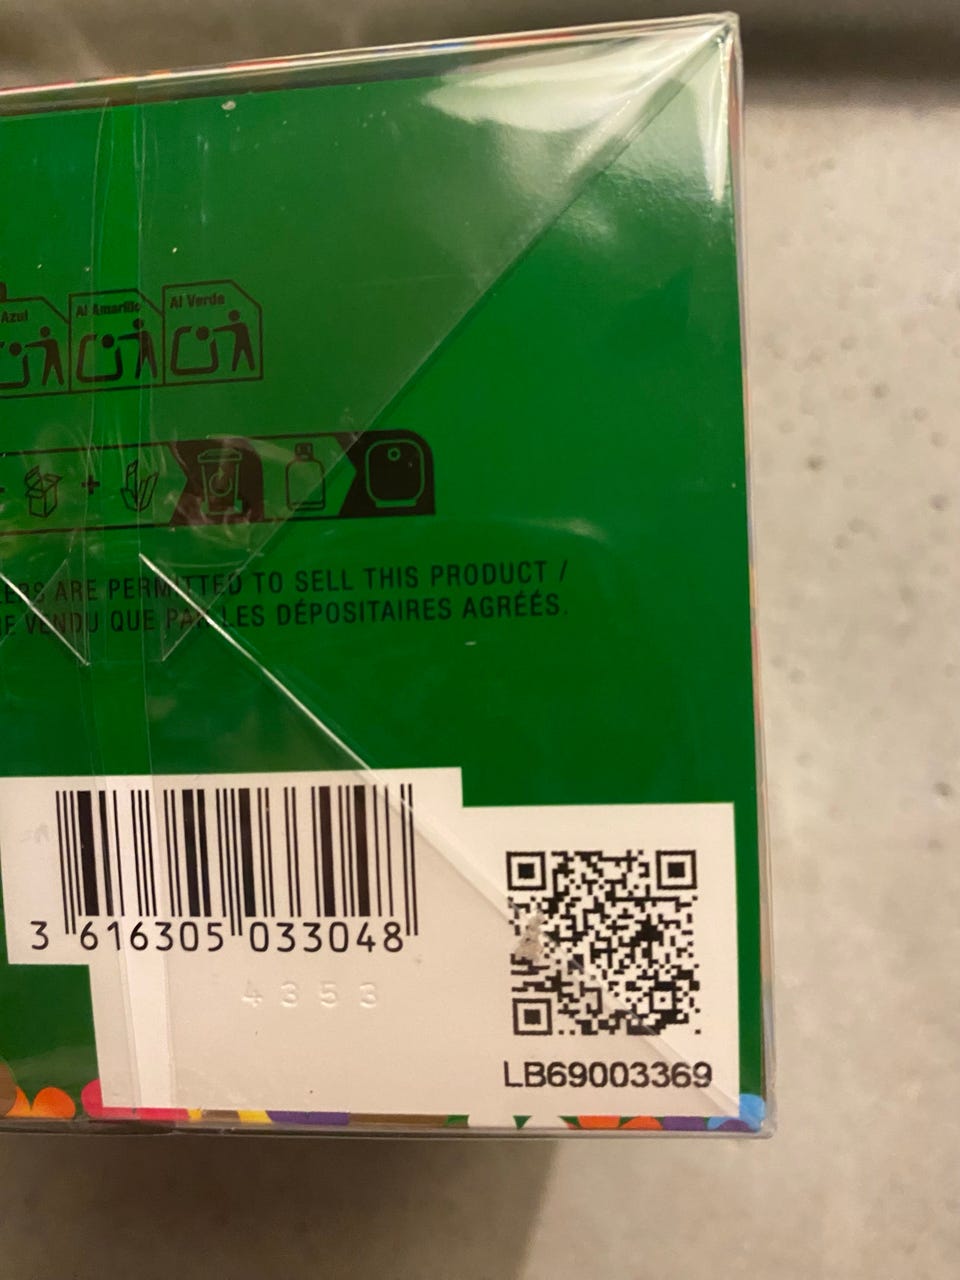 Azul
Al Amarillo
Al Verde
ERS ARE PERMITTED TO SELL THIS PRODUCT /
E VENDU QUE PAR LES DÉPOSITAIRES AGRÉÉS.
3 616305 033048
4353
LB69003369